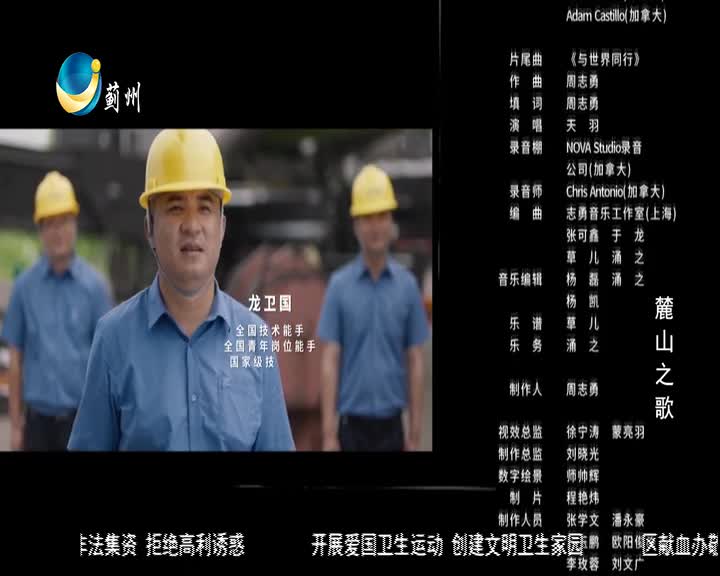 蓟州
龙卫国
全国技术能手
全国青年岗位能手
国家级技
Adam Castillo(加拿大)
片尾曲 《与世界同行》
作 曲 周志勇
填 词 周志勇
演 唱 天 羽
录音棚 NOVA Studio录音
公司(加拿大)
录音师 Chris Antonio(加拿大)
编 曲 志勇音乐工作室(上海)
张可鑫 于 龙
草 儿 涌 之
音乐编辑 杨 磊 涌 之
杨 凯
乐 谱 草 儿
乐 务 涌 之
制作人 周志勇
视效总监 徐宁涛 蒙亮羽
制作总监 刘晓光
数字绘景 师帅辉
制 片 程艳炜
制作人员 张学文 潘永豪
鹏 欧阳
李玫蓉 刘文广
麓山之歌
法集资 拒绝高利诱惑 开展爱国卫生运动 创建文明卫生家园 区献血办